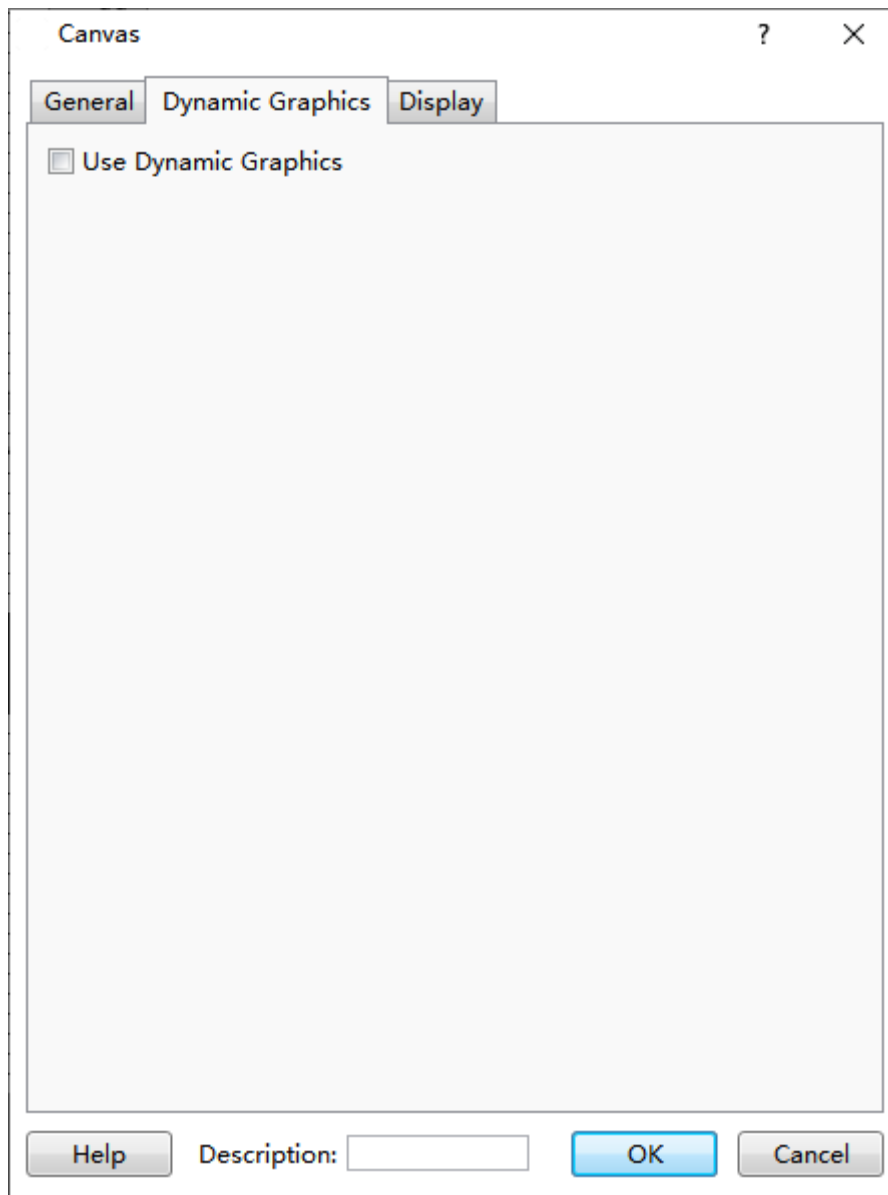 Canvas ?
General Dynamic Graphics Display
Use Dynamic Graphics
Help Description: OK Cancel